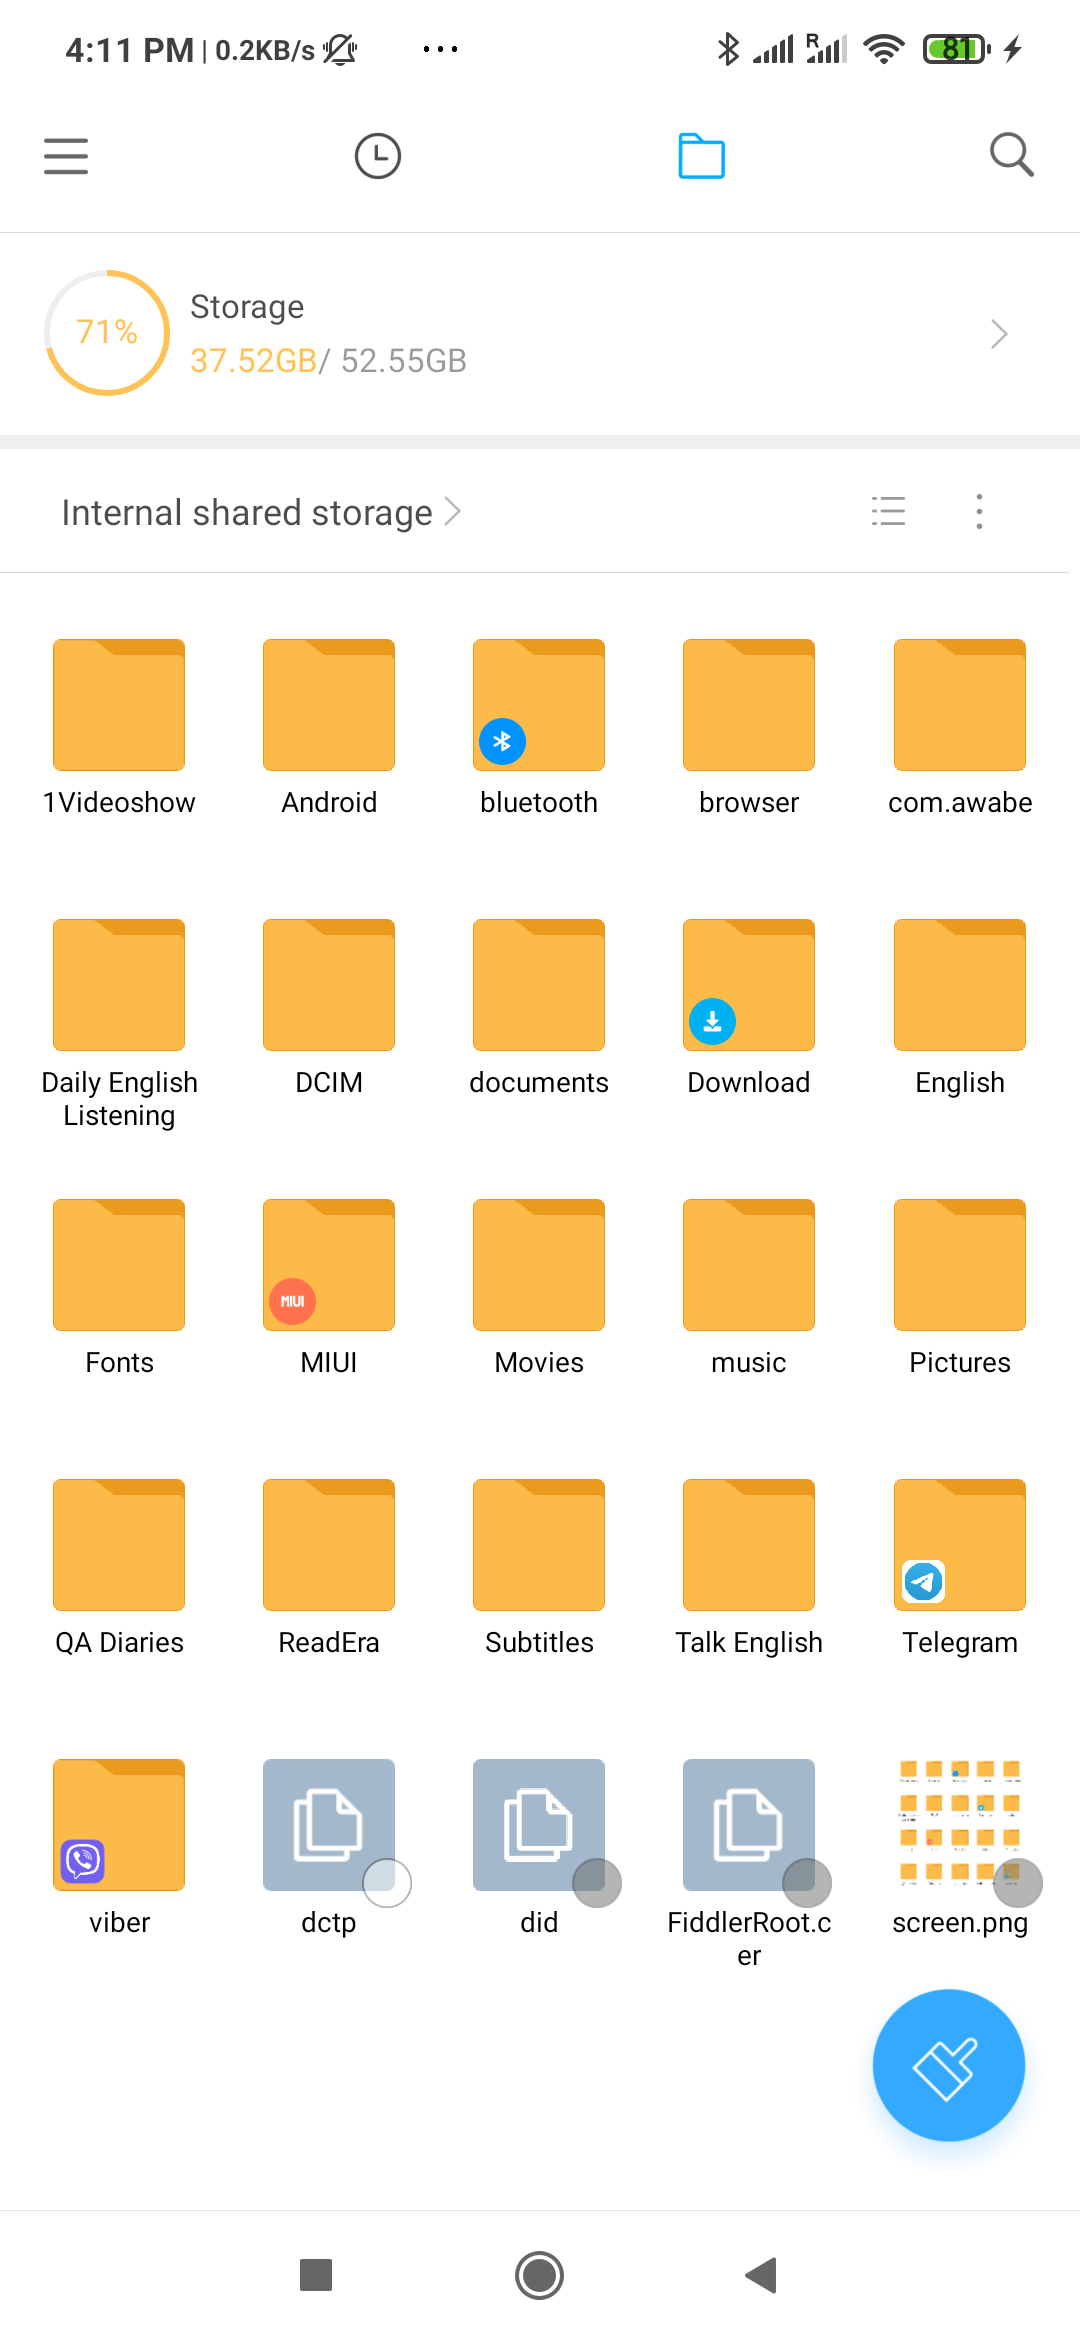 4:11 PM | 0.2KB/s ... R 81
71%
Storage
37.52GB/ 52.55GB
Internal shared storage
1Videoshow Android bluetooth browser com.awabe
Daily English DCIM documents Download English
Listening
MIUI
Fonts MIUI Movies music Pictures
QA Diaries ReadEra Subtitles Talk English Telegram
viber dctp did FiddlerRoot.c screen.png
er